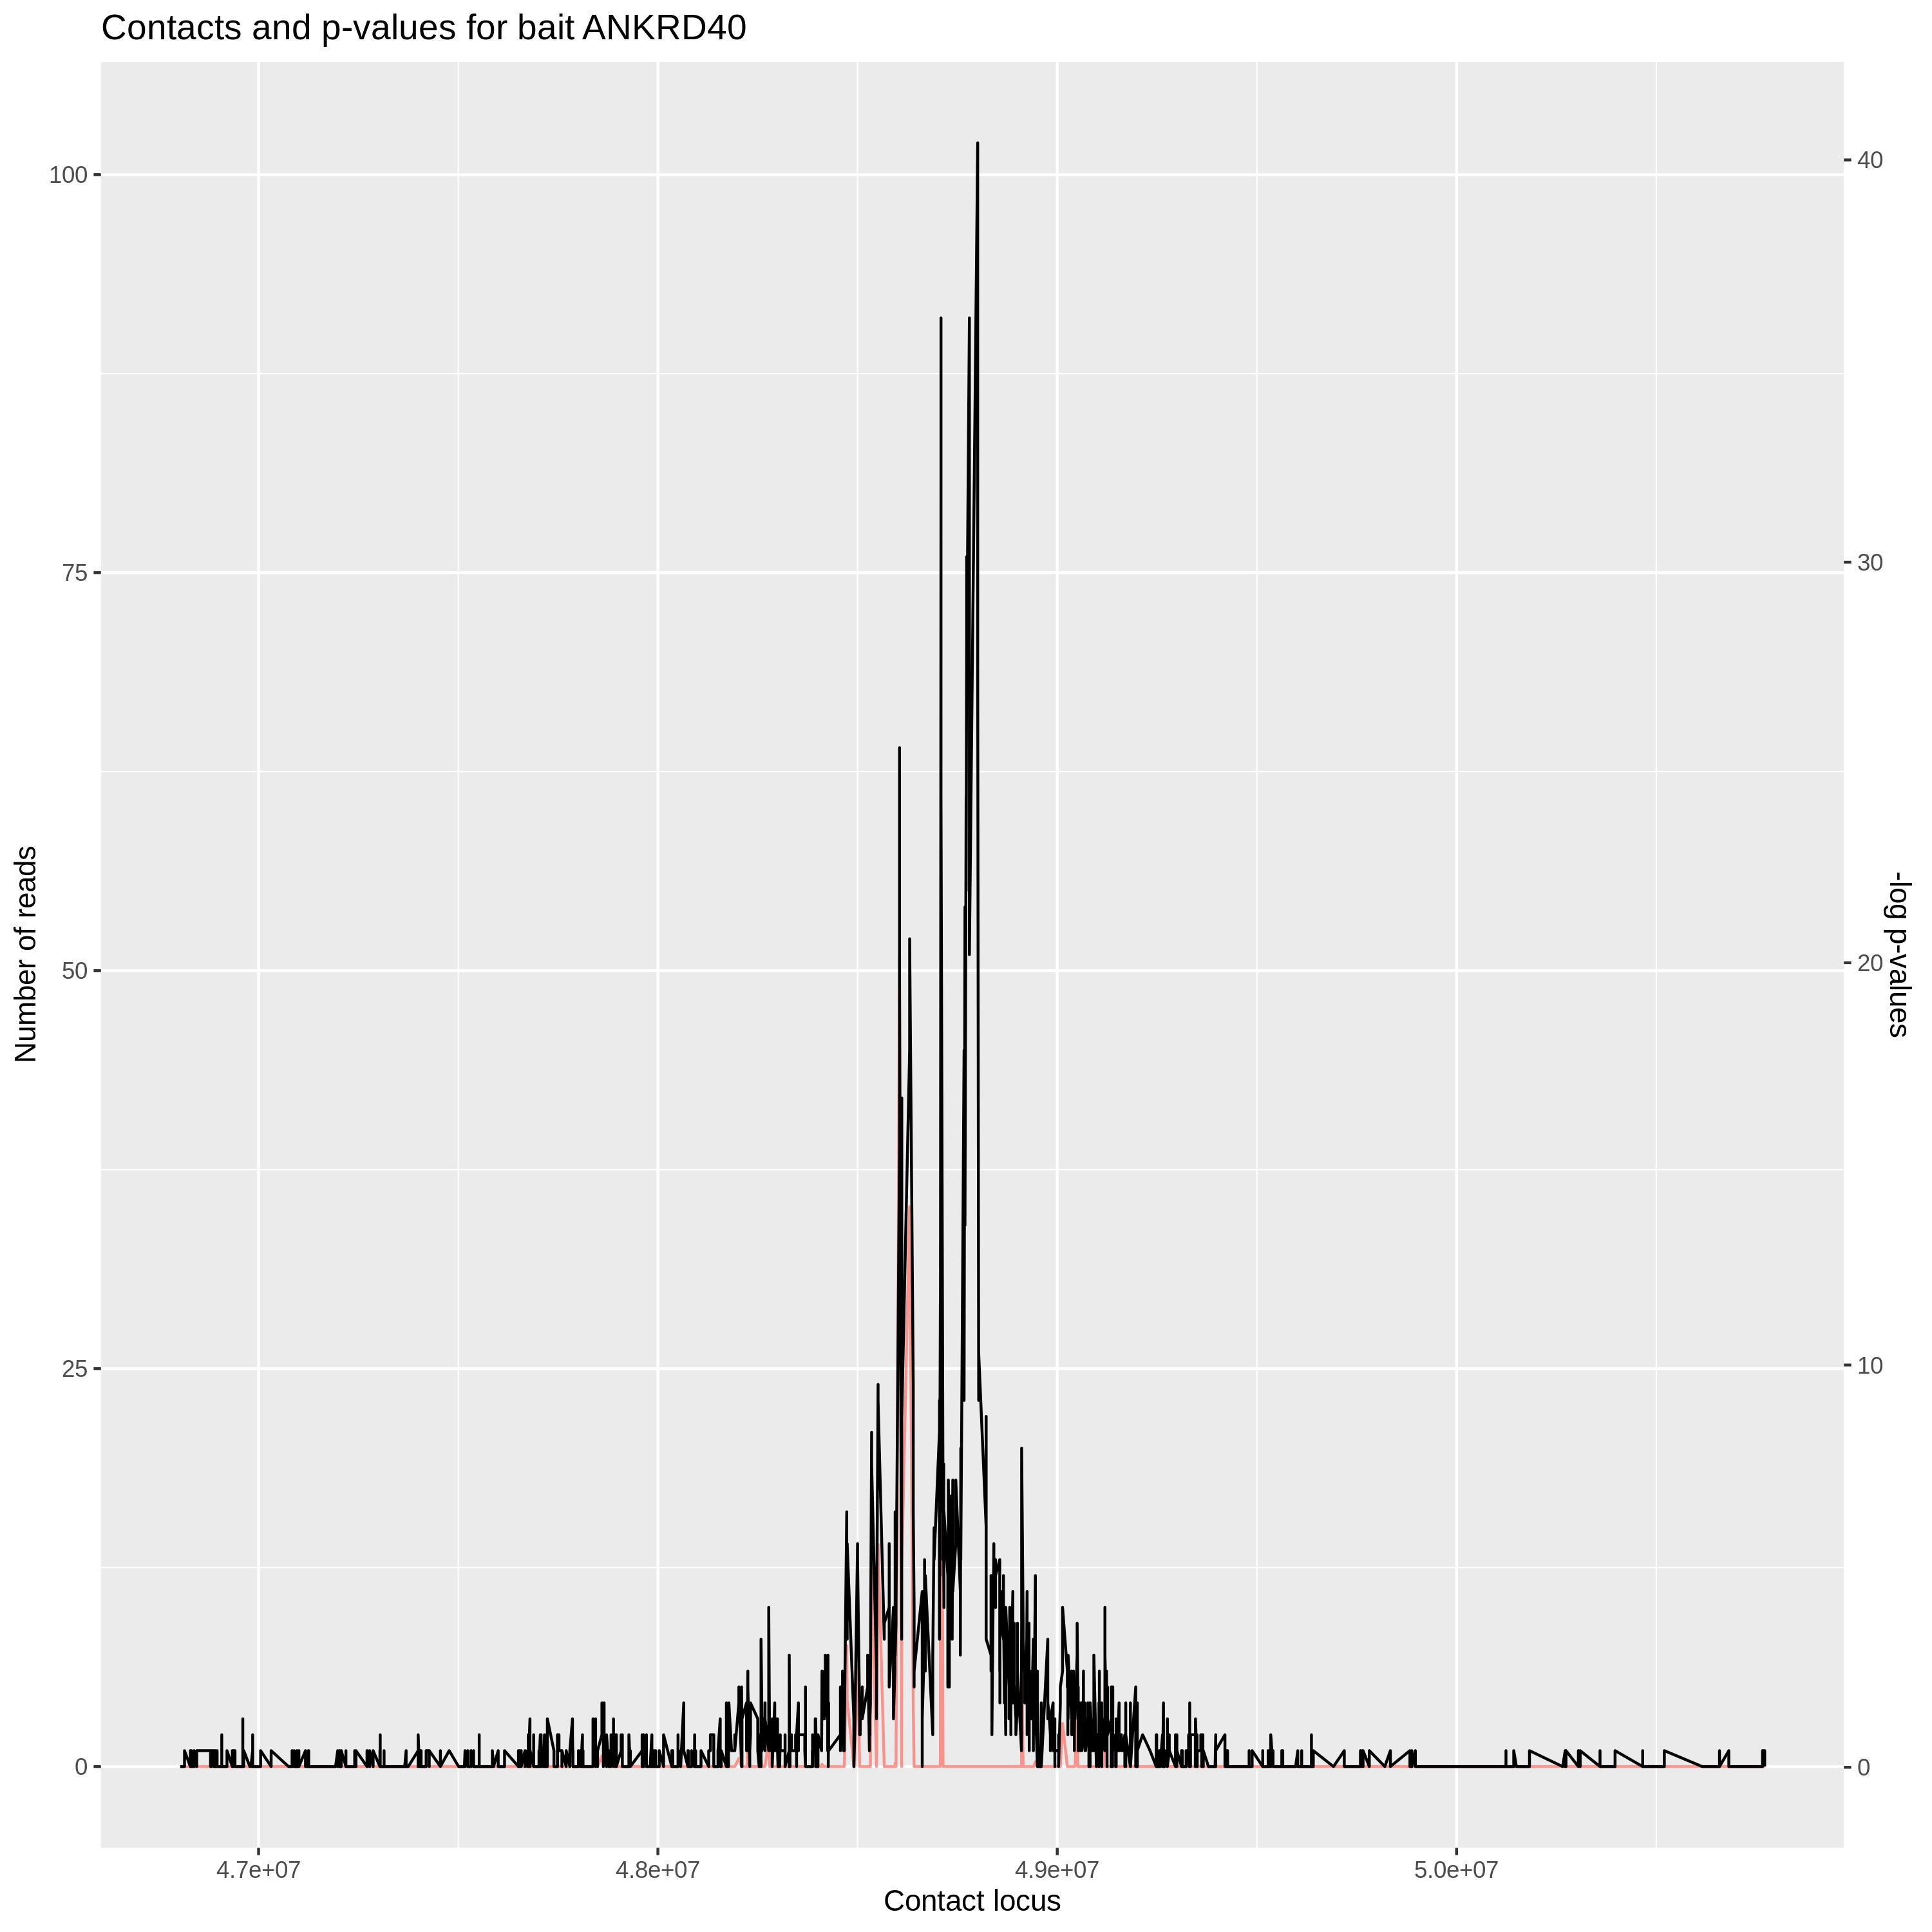 Contacts and p-values for bait ANKRD40
100
75
50
25
0
Number of reads
40
30
20
10
0
-log p-values
4.7e+07
4.8e+07
4.9e+07
5.0e+07
Contact locus